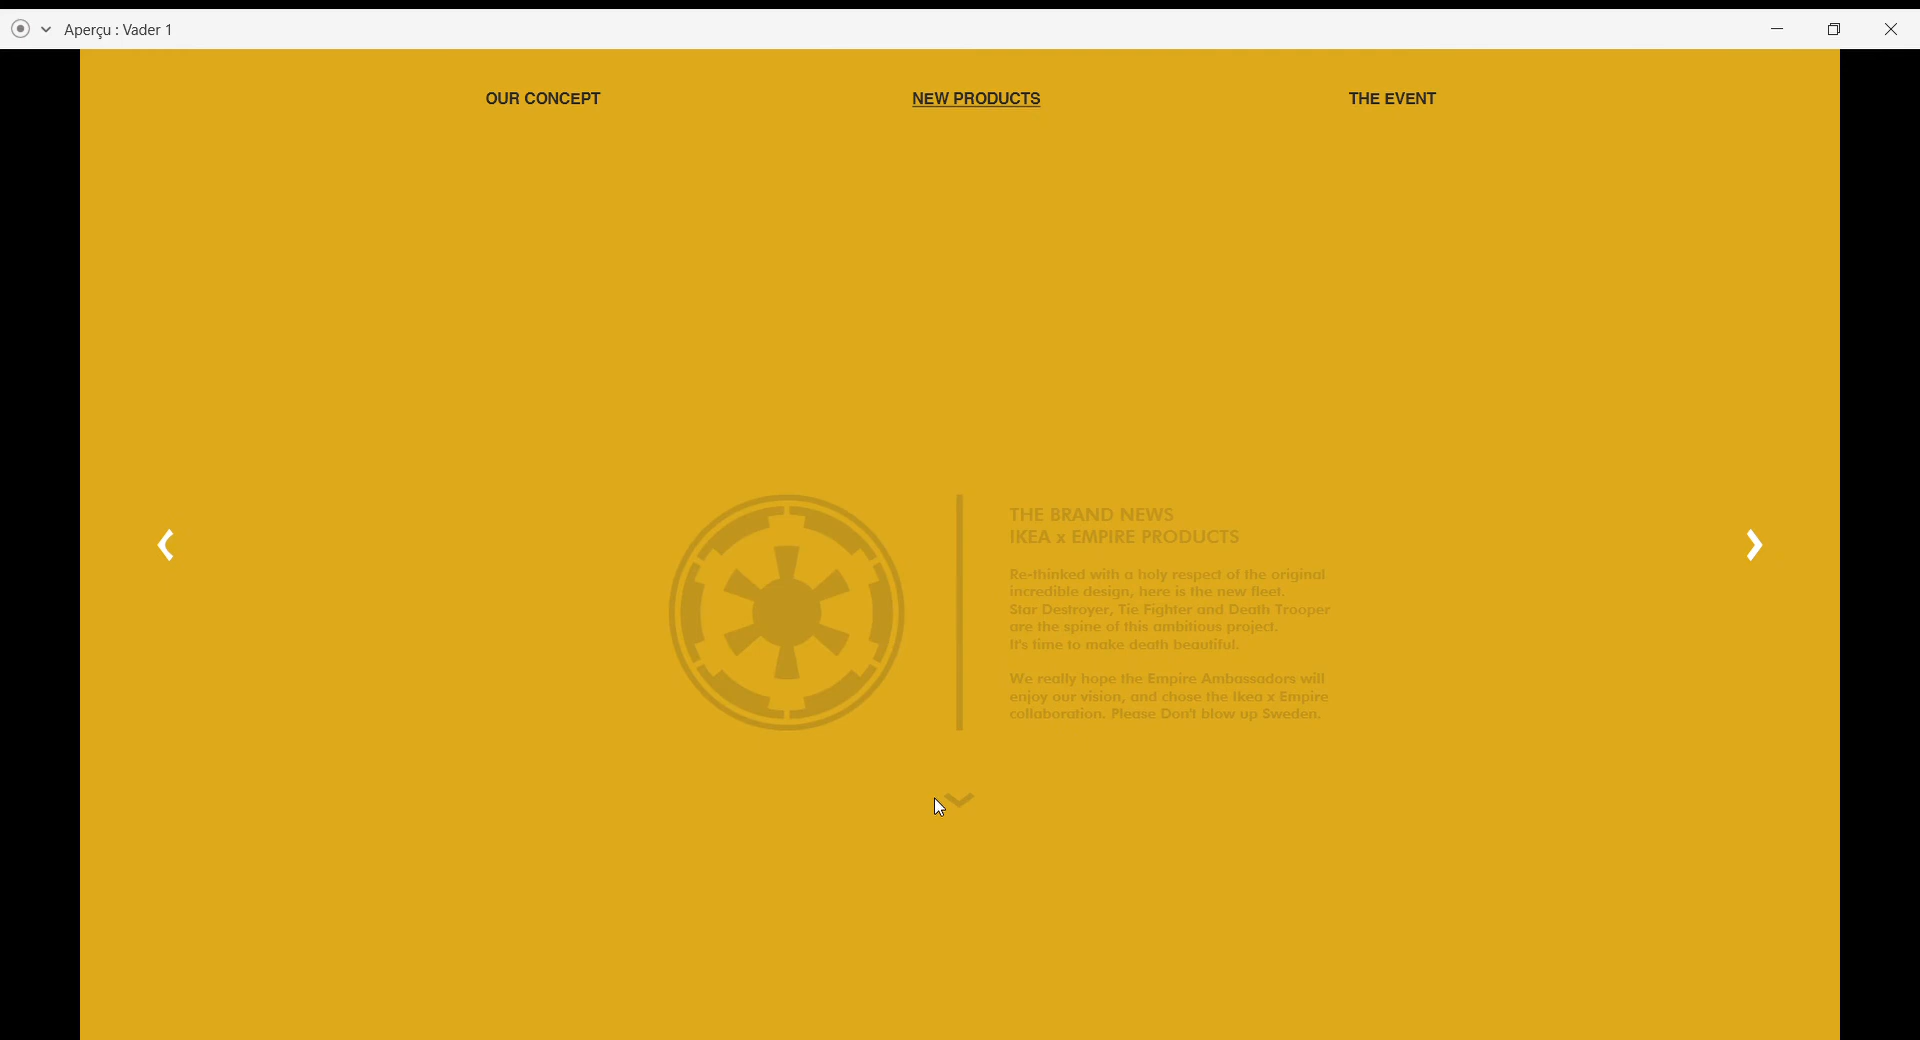 Aperçu : Vader 1
OUR CONCEPT
NEW PRODUCTS
THE EVENT
THE BRAND NEWS
IKEA x EMPIRE PRODUCTS
Re-thinked with a holy respect of the original
incredible design, here is the new fleet.
Star Destroyer, Tie Fighter and Death Trooper
are the spine of this ambitious project.
It's time to make death beautiful.
We really hope the Empire Ambassadors will
enjoy our vision, and chose the Ikea x Empire
collaboration. Please Don't blow up Sweden.